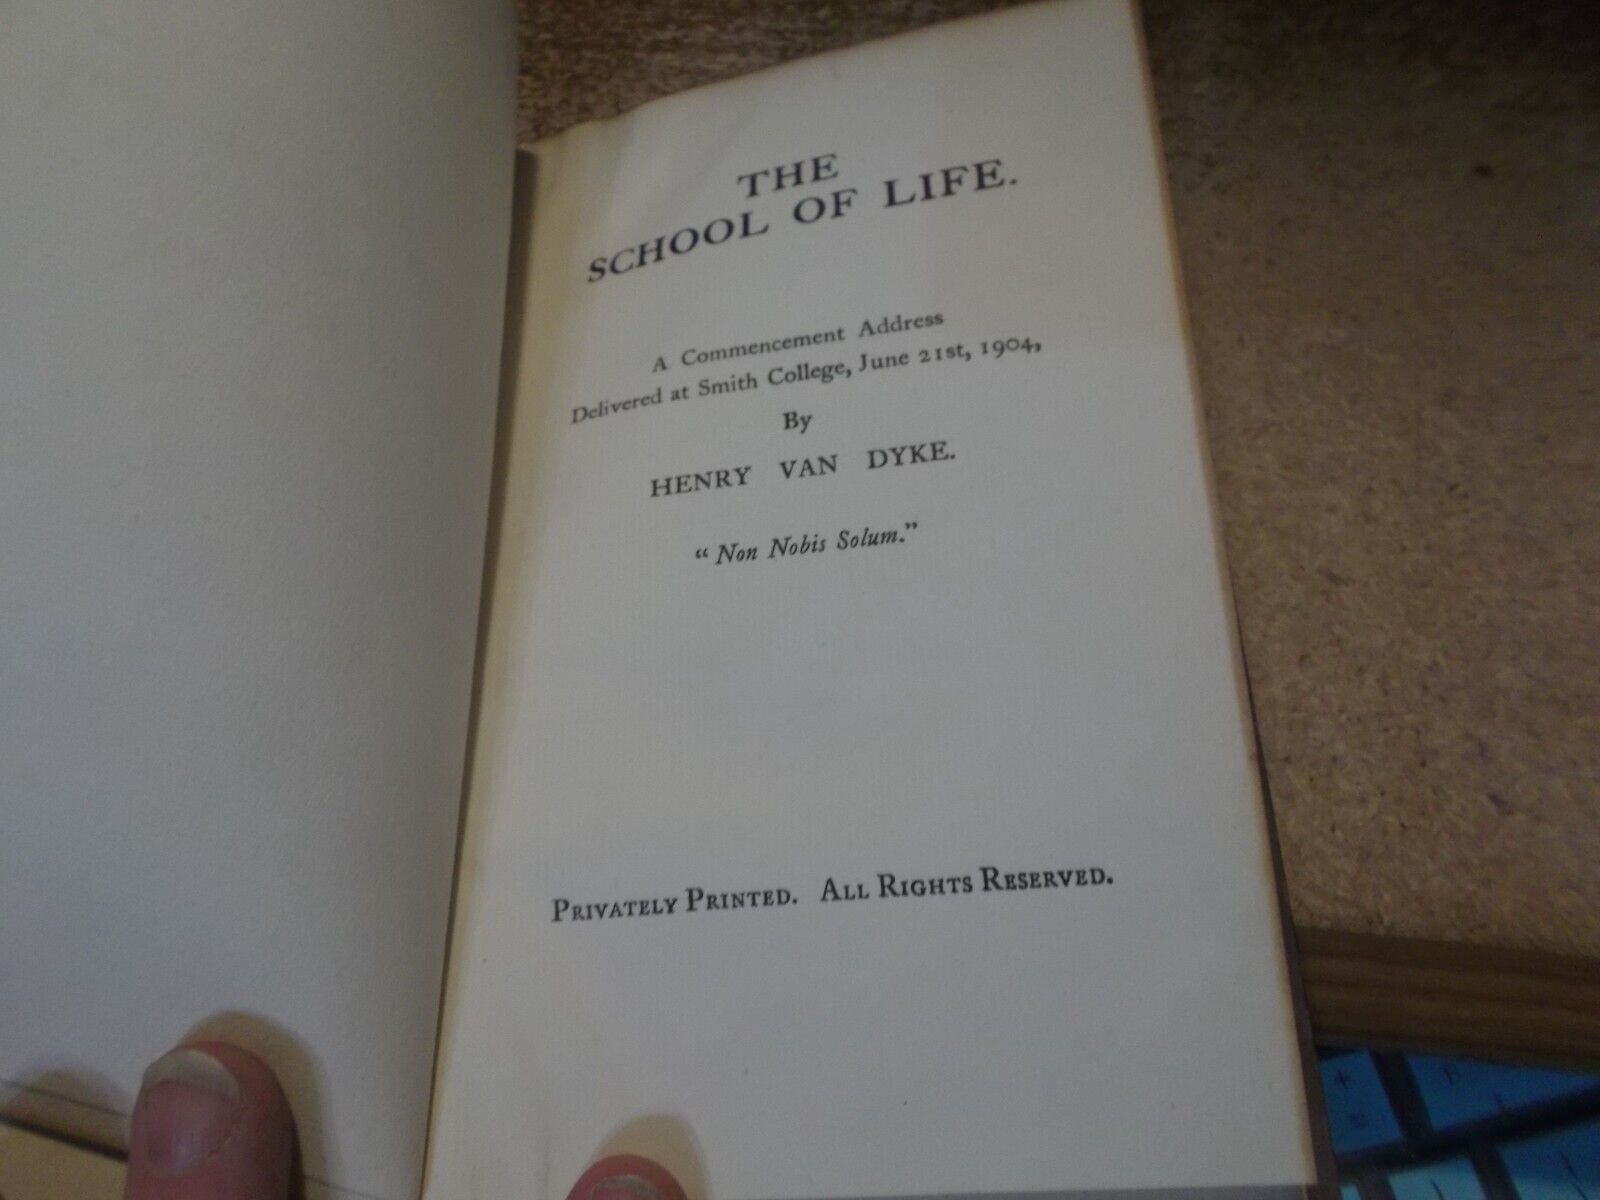 THE
SCHOOL OF LIFE.
A Commencement Address
Delivered at Smith College, June 21st, 1904,
By
HENRY VAN DYKE.
"Non Nobis Solum."
PRIVATELY PRINTED. ALL RIGHTS RESERVED.